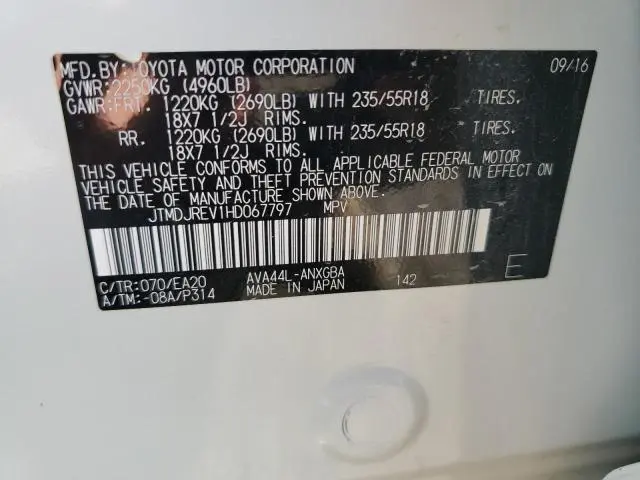 MFD.BY:TOYOTA MOTOR CORPORATION 09/16
GVWR:2250KG (4960LB)
GAWR:FRT. 1220KG (2690LB) WITH 235/55R18 TIRES.
18X7 1/2J RIMS.
RR. 1220KG (2690LB) WITH 235/55R18 TIRES.
18X7 1/2J RIMS.
THIS VEHICLE CONFORMS TO ALL APPLICABLE FEDERAL MOTOR
VEHICLE SAFETY AND THEFT PREVENTION STANDARDS IN EFFECT ON
THE DATE OF MANUFACTURE SHOWN ABOVE.
JTMDJREV1HD067797 MPV
C/TR:070/EA20 AVA44L-ANXGBA 142 E
A/TM:-08A/P314 MADE IN JAPAN